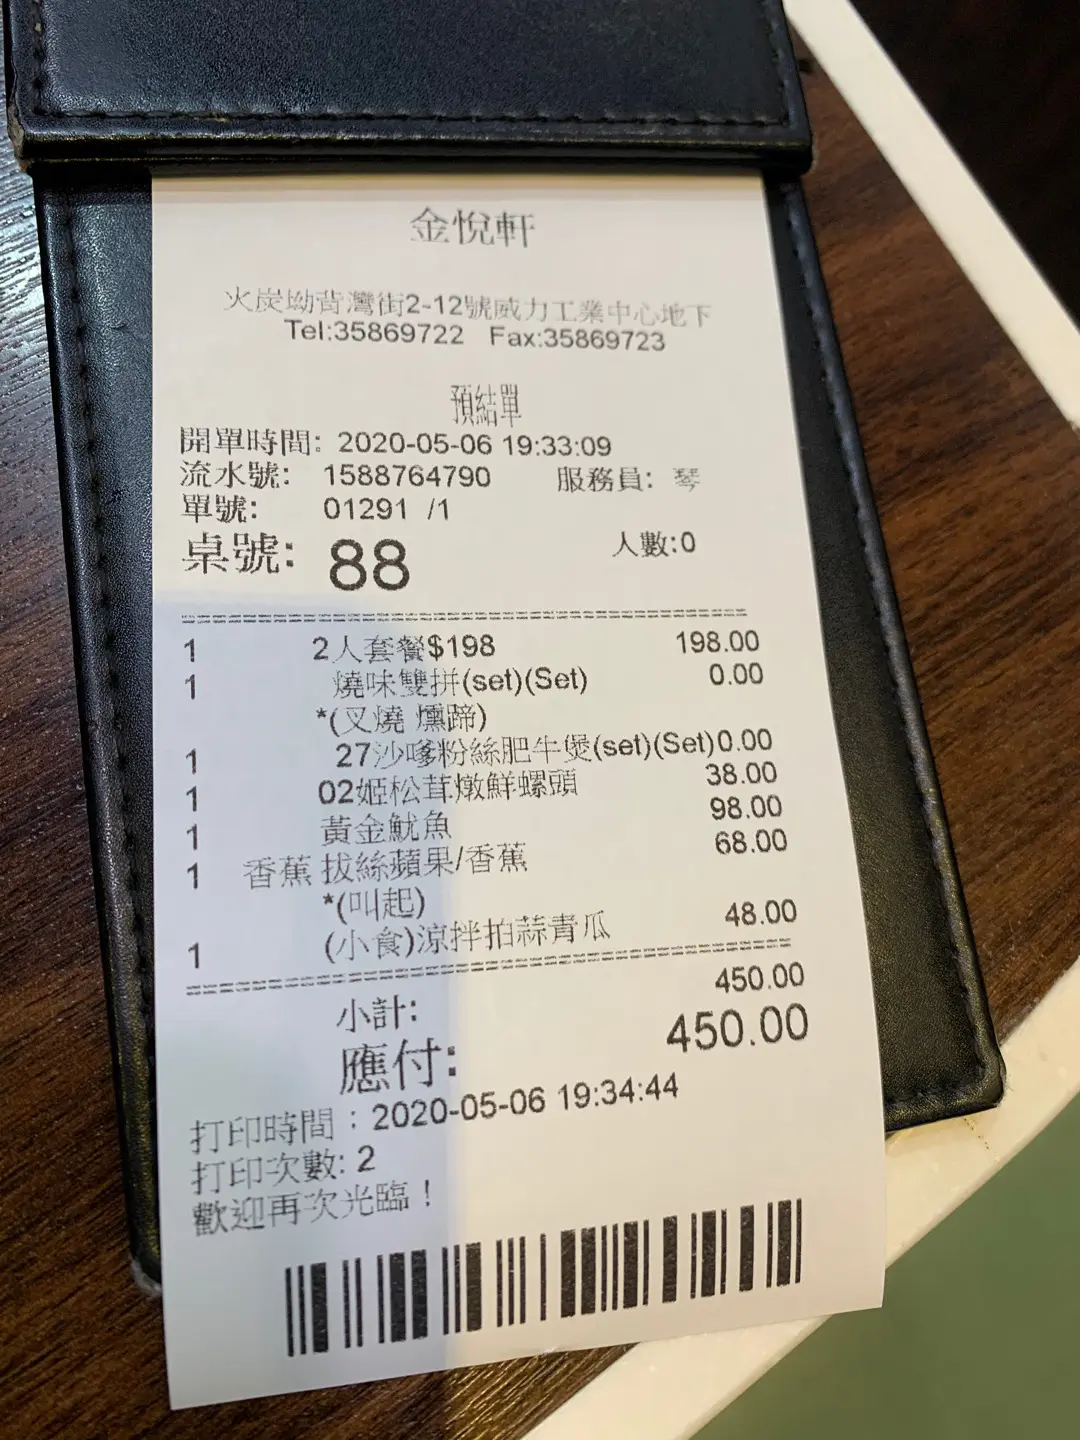 金悅軒
火炭坳背灣街2-12號威力工業中心地下
Tel:35869722 Fax:35869723
預結單
開單時間: 2020-05-06 19:33:09
流水號: 1588764790 服務員: 琴
單號: 01291 /1
桌號: 88 人數:0
1 2人套餐$198 198.00
1 燒味雙拼(set)(Set) 0.00
*(叉燒 燻蹄)
1 27沙嗲粉絲肥牛煲(set)(Set)0.00
1 02姬松茸燉鮮螺頭 38.00
1 黃金魷魚 98.00
1 香蕉 拔絲蘋果/香蕉 68.00
*(叫起)
1 (小食)涼拌拍蒜青瓜 48.00
小計: 450.00
應付: 450.00
打印時間：2020-05-06 19:34:44
打印次數: 2
歡迎再次光臨！